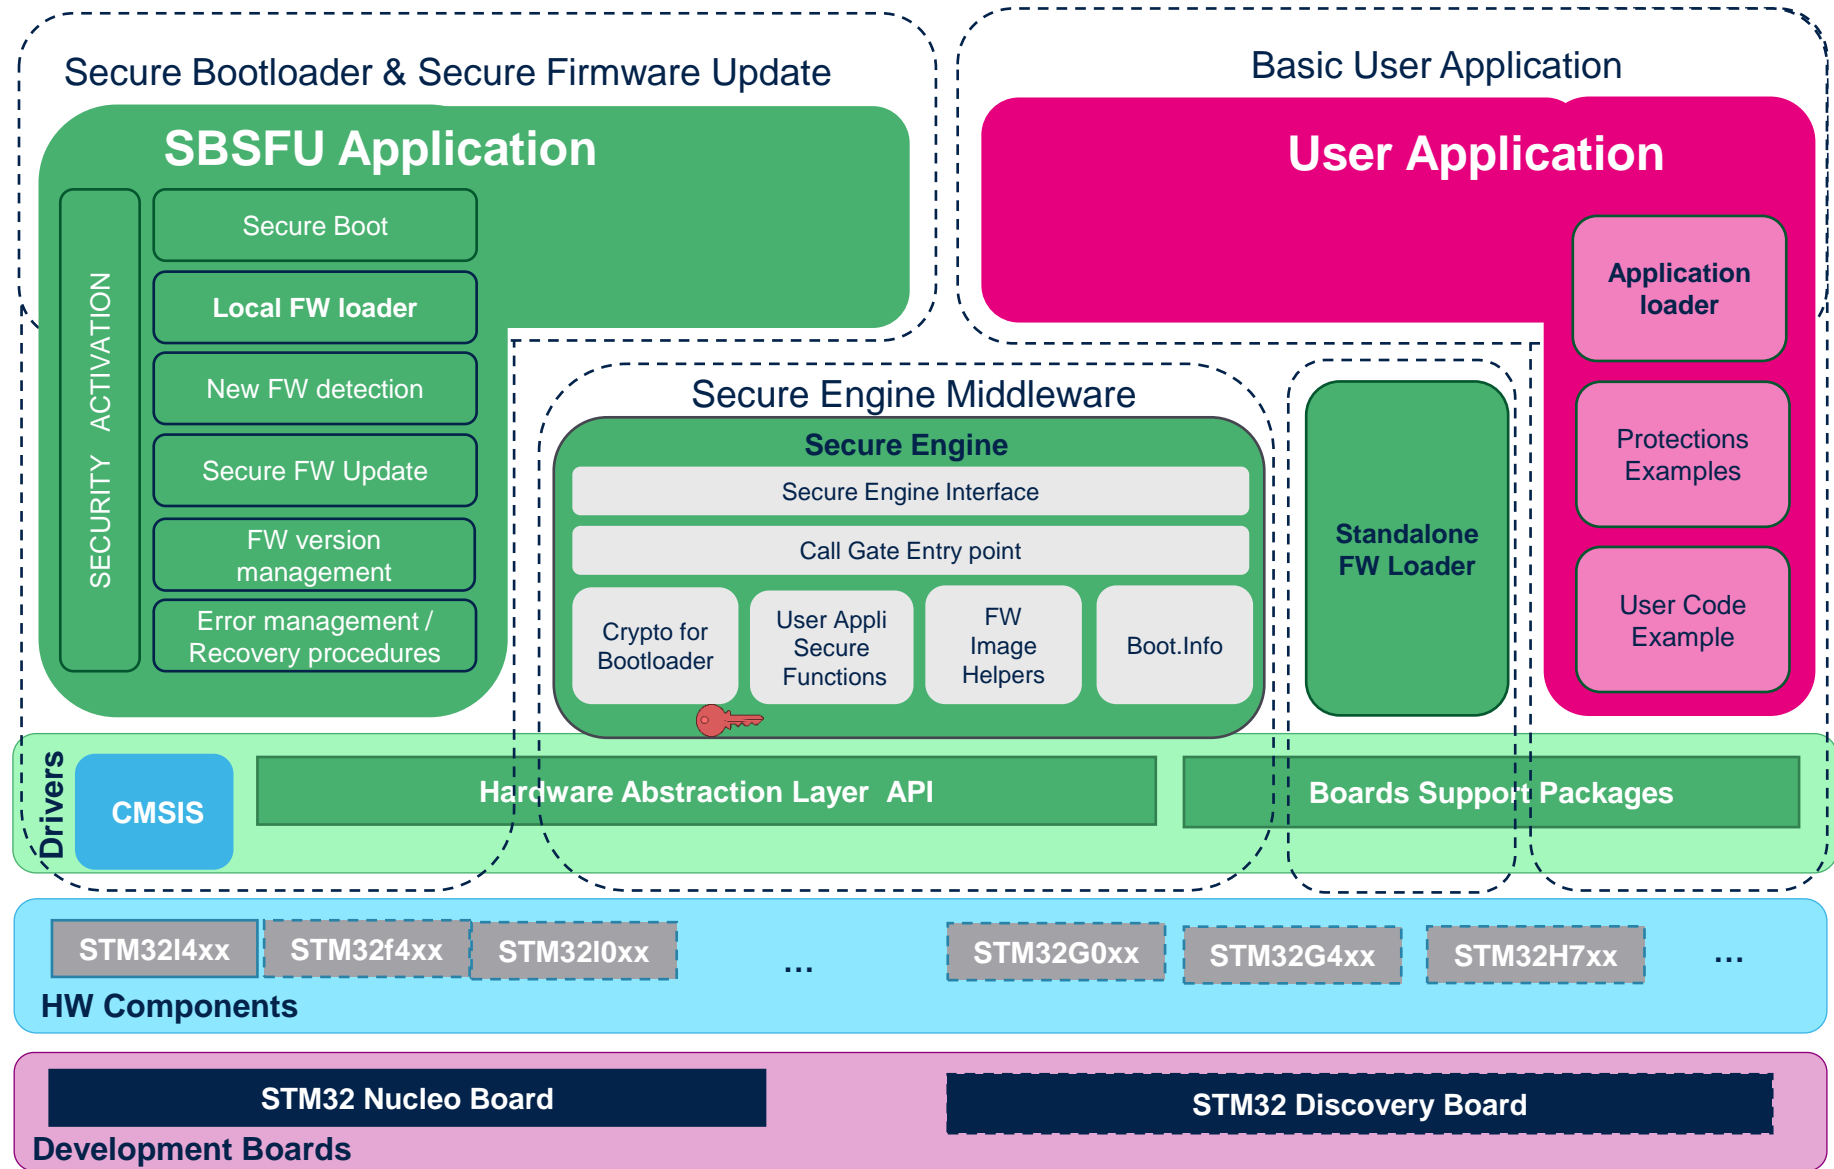 Secure Bootloader & Secure Firmware Update
SBSFU Application
SECURITY ACTIVATION
Secure Boot
Local FW loader
New FW detection
Secure FW Update
FW version
management
Error management /
Recovery procedures
Basic User Application
User Application
Application
loader
Protections
Examples
User Code
Example
Secure Engine Middleware
Secure Engine
Secure Engine Interface
Call Gate Entry point
Crypto for
Bootloader
User Appli
Secure
Functions
FW
Image
Helpers
Boot.Info
Standalone
FW Loader
Drivers
CMSIS
Hardware Abstraction Layer API
Boards Support Packages
STM32l4xx
STM32f4xx
STM32l0xx
...
STM32G0xx
STM32G4xx
STM32H7xx
...
HW Components
STM32 Nucleo Board
STM32 Discovery Board
Development Boards